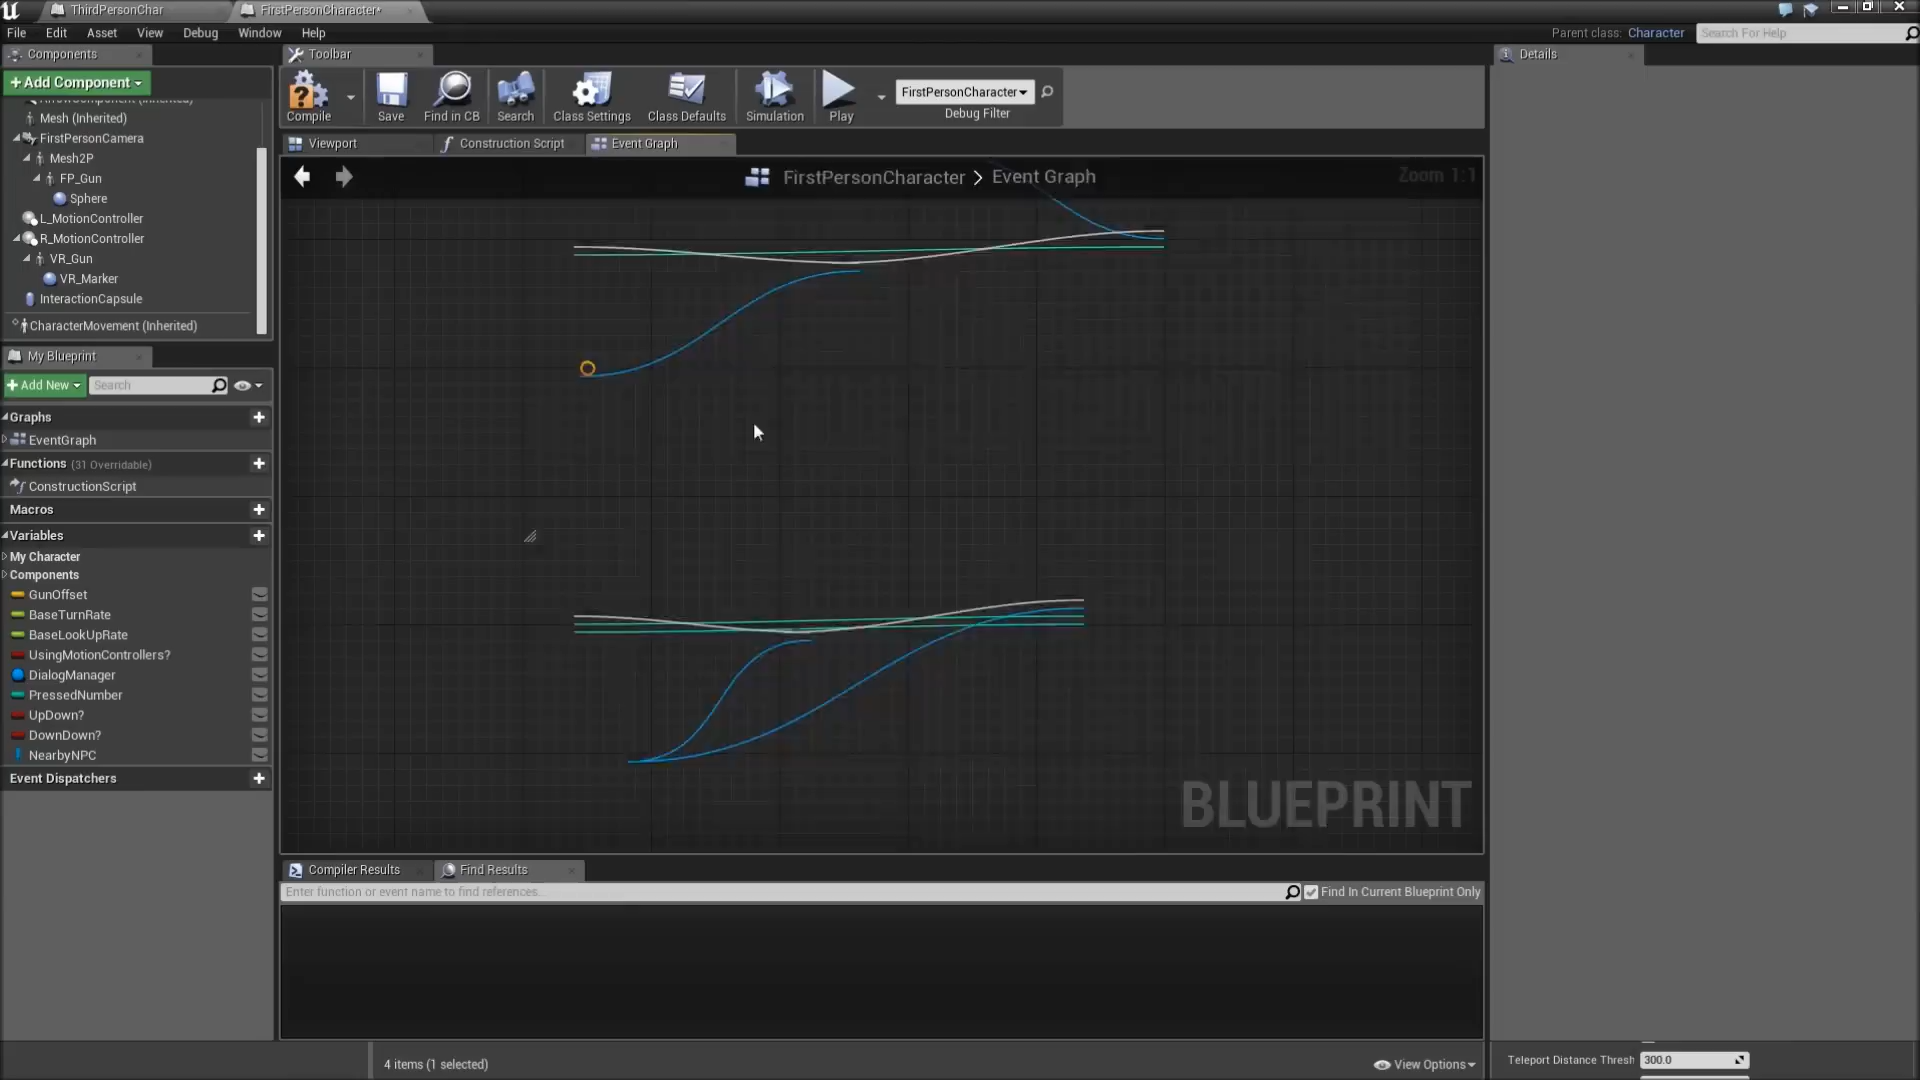 ThirdPersonChar
FirstPersonCharacter*
File Edit Asset View Debug Window Help
Parent class: Character
Search For Help
Components
+Add Component
Mesh (Inherited)
FirstPersonCamera
Mesh2P
FP_Gun
Sphere
L_MotionController
R_MotionController
VR_Gun
VR_Marker
InteractionCapsule
CharacterMovement (Inherited)
My Blueprint
+Add New
Search
Graphs
EventGraph
Functions (31 Overridable)
ConstructionScript
Macros
Variables
My Character
Components
GunOffset
BaseTurnRate
BaseLookUpRate
UsingMotionControllers?
DialogManager
PressedNumber
UpDown?
DownDown?
NearbyNPC
Event Dispatchers
Toolbar
Compile
Save
Find in CB
Search
Class Settings
Class Defaults
Simulation
Play
FirstPersonCharacter
Debug Filter
Viewport
Construction Script
Event Graph
FirstPersonCharacter > Event Graph
Zoom 1:1
BLUEPRINT
Compiler Results
Find Results
Enter function or event name to find references...
Find In Current Blueprint Only
4 items (1 selected)
View Options
Details
Teleport Distance Thresh
300.0